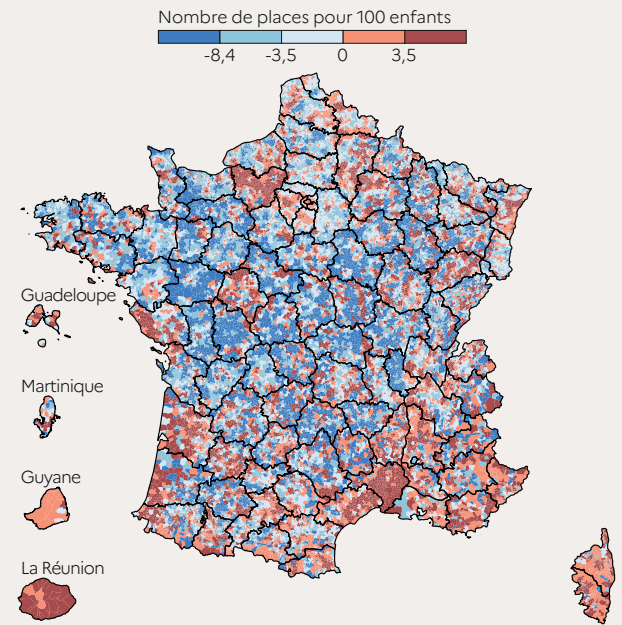 Nombre de places pour 100 enfants
-8,4 -3,5 0 3,5
Guadeloupe
Martinique
Guyane
La Réunion